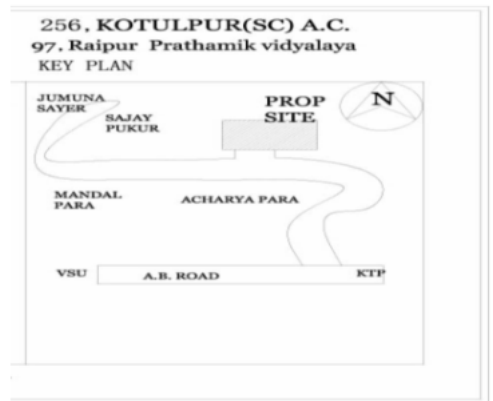 256, KOTULPUR(SC) A.C.
97, Raipur Prathamik vidyalaya
KEY PLAN
JUMUNA
SAYER
SAJAY
PUKUR
PROP
SITE
N
MANDAL
PARA
ACHARYA PARA
VSU
A.B. ROAD
KTP